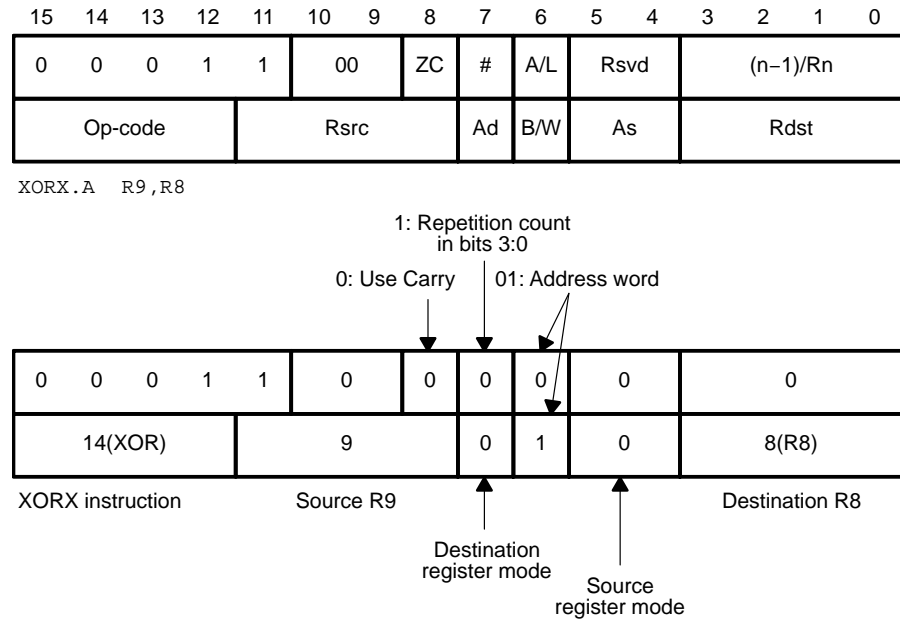 15 14 13 12 11 10 9 8 7 6 5 4 3 2 1 0
0 0 0 1 1 00 ZC # A/L Rsvd (n−1)/Rn
Op-code Rsrc Ad B/W As Rdst
XORX.A R9,R8
1: Repetition count
in bits 3:0
0: Use Carry 01: Address word
0 0 0 1 1 0 0 0 0 0 0
14(XOR) 9 0 1 0 8(R8)
XORX instruction Source R9 Destination R8
Destination
register mode
Source
register mode